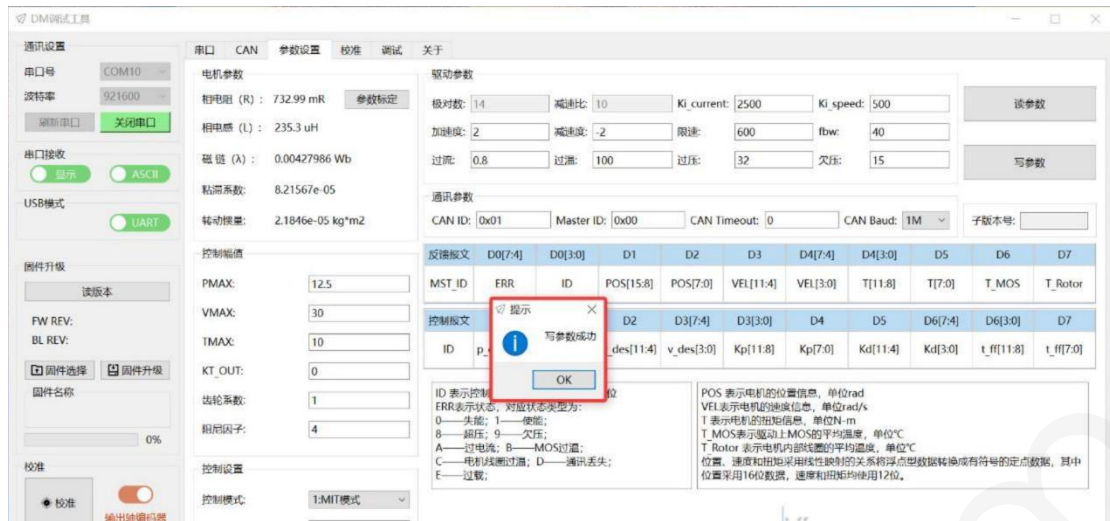 DM调试工具
通讯设置
串口号 COM10
波特率 921600
刷新串口 关闭串口
串口接收
显示 ASCII
USB模式
UART
固件升级
读版本
FW REV:
BL REV:
固件选择 固件升级
固件名称
0%
校准
校准
输出轴编码器
串口 CAN 参数设置 校准 调试 关于
电机参数
相电阻 (R) : 732.99 mR 参数标定
相电感 (L) : 235.3 uH
磁 链 (λ) : 0.00427986 Wb
粘滞系数: 8.21567e-05
转动惯量: 2.1846e-05 kg*m2
控制幅值
PMAX: 12.5
VMAX: 30
TMAX: 10
KT_OUT: 0
齿轮系数: 1
阻尼因子: 4
控制设置
控制模式: 1:MIT模式
驱动参数
极对数: 14 减速比: 10 Ki_current: 2500 Ki_speed: 500
加速度: 2 减速度: -2 限速: 600 fbw: 40
过流: 0.8 过温: 100 过压: 32 欠压: 15
读参数
写参数
通讯参数
CAN ID: 0x01 Master ID: 0x00 CAN Timeout: 0 CAN Baud: 1M 子版本号:
反馈报文 D0[7:4] D0[3:0] D1 D2 D3 D4[7:4] D4[3:0] D5 D6 D7
MST_ID ERR ID POS[15:8] POS[7:0] VEL[11:4] VEL[3:0] T[11:8] T[7:0] T_MOS T_Rotor
控制报文 D2 D3[7:4] D3[3:0] D4 D5 D6[7:4] D6[3:0] D7
ID _des[11:4] v_des[3:0] Kp[11:8] Kp[7:0] Kd[11:4] Kd[3:0] t_ff[11:8] t_ff[7:0]
提示
写参数成功
OK
ID 表示控制 位
ERR表示状态，对应状态类型为:
0——失能; 1——使能;
8——超压; 9——欠压;
A——过电流; B——MOS过温;
C——电机线圈过温; D——通讯丢失;
E——过载;
POS 表示电机的位置信息，单位rad
VEL表示电机的速度信息，单位rad/s
T 表示电机的扭矩信息，单位N-m
T_MOS表示驱动上MOS的平均温度，单位℃
T_Rotor 表示电机内部线圈的平均温度，单位℃
位置、速度和扭矩采用线性映射的关系将浮点型数据转换成有符号的定点数据，其中
位置采用16位数据，速度和扭矩均使用12位。